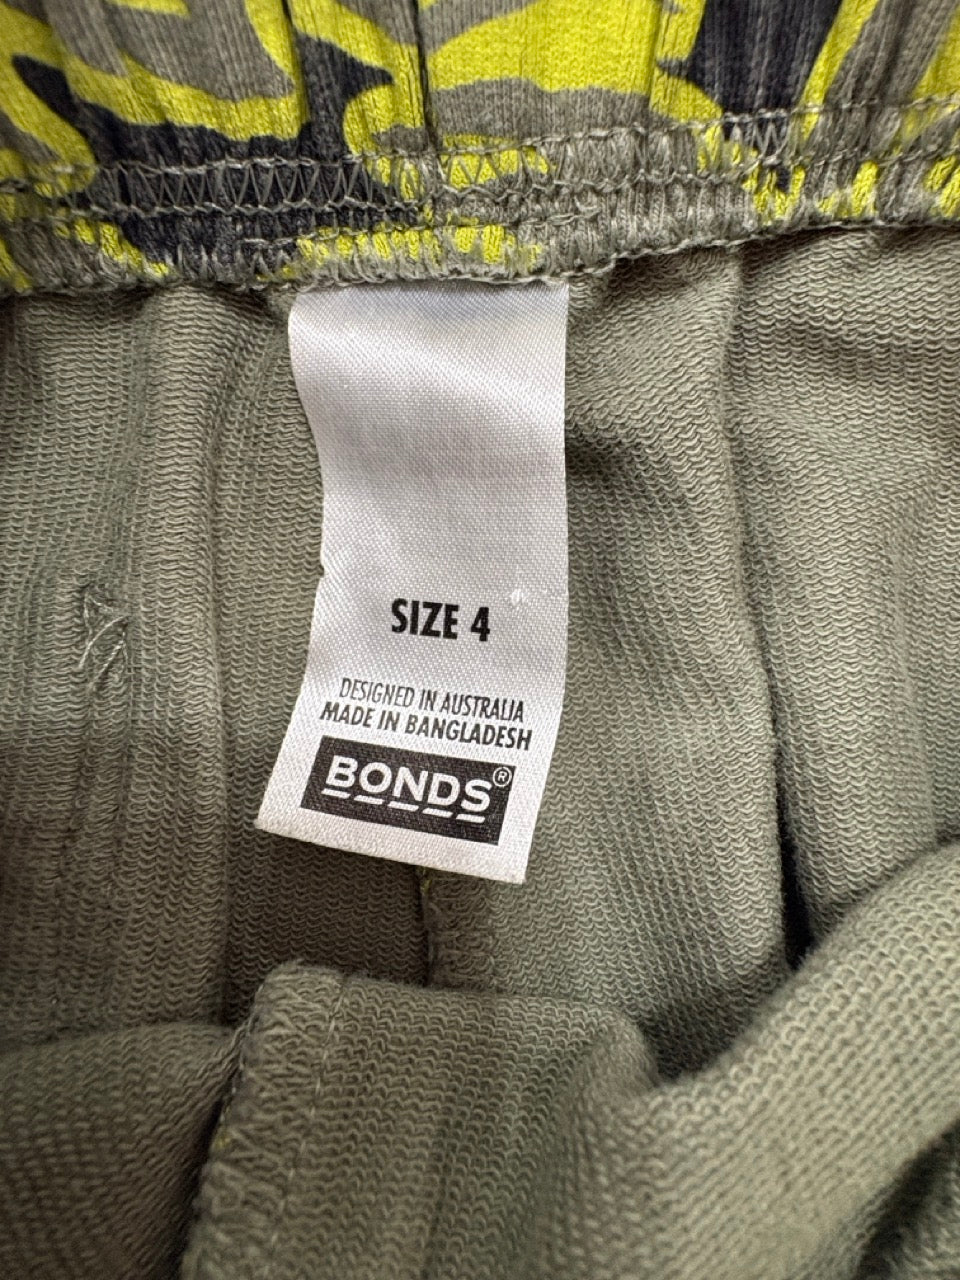 SIZE 4
DESIGNED IN AUSTRALIA
MADE IN BANGLADESH
BONDS®